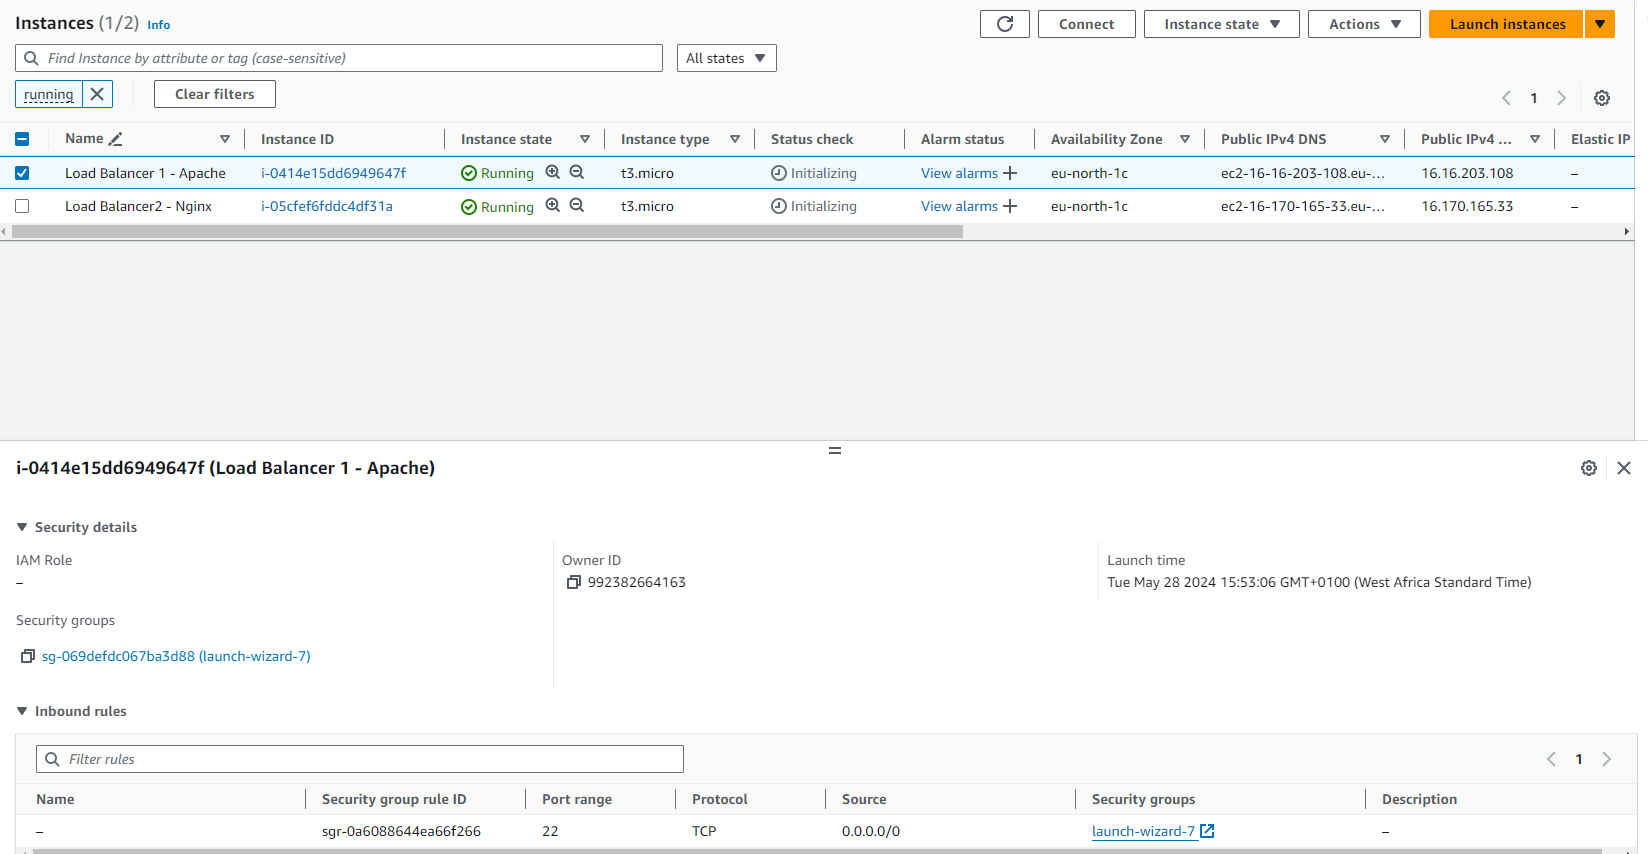 Instances (1/2) Info
Connect Instance state Actions Launch instances
Find Instance by attribute or tag (case-sensitive) All states
running Clear filters
1
Name Instance ID Instance state Instance type Status check Alarm status Availability Zone Public IPv4 DNS Public IPv4 ... Elastic IP
Load Balancer 1 - Apache i-0414e15dd6949647f Running t3.micro Initializing View alarms eu-north-1c ec2-16-16-203-108.eu-... 16.16.203.108 –
Load Balancer2 - Nginx i-05cfef6fddc4df31a Running t3.micro Initializing View alarms eu-north-1c ec2-16-170-165-33.eu-... 16.170.165.33 –
i-0414e15dd6949647f (Load Balancer 1 - Apache)
Security details
IAM Role Owner ID Launch time
– 992382664163 Tue May 28 2024 15:53:06 GMT+0100 (West Africa Standard Time)
Security groups
sg-069defdc067ba3d88 (launch-wizard-7)
Inbound rules
Filter rules 1
Name Security group rule ID Port range Protocol Source Security groups Description
– sgr-0a6088644ea66f266 22 TCP 0.0.0.0/0 launch-wizard-7 –